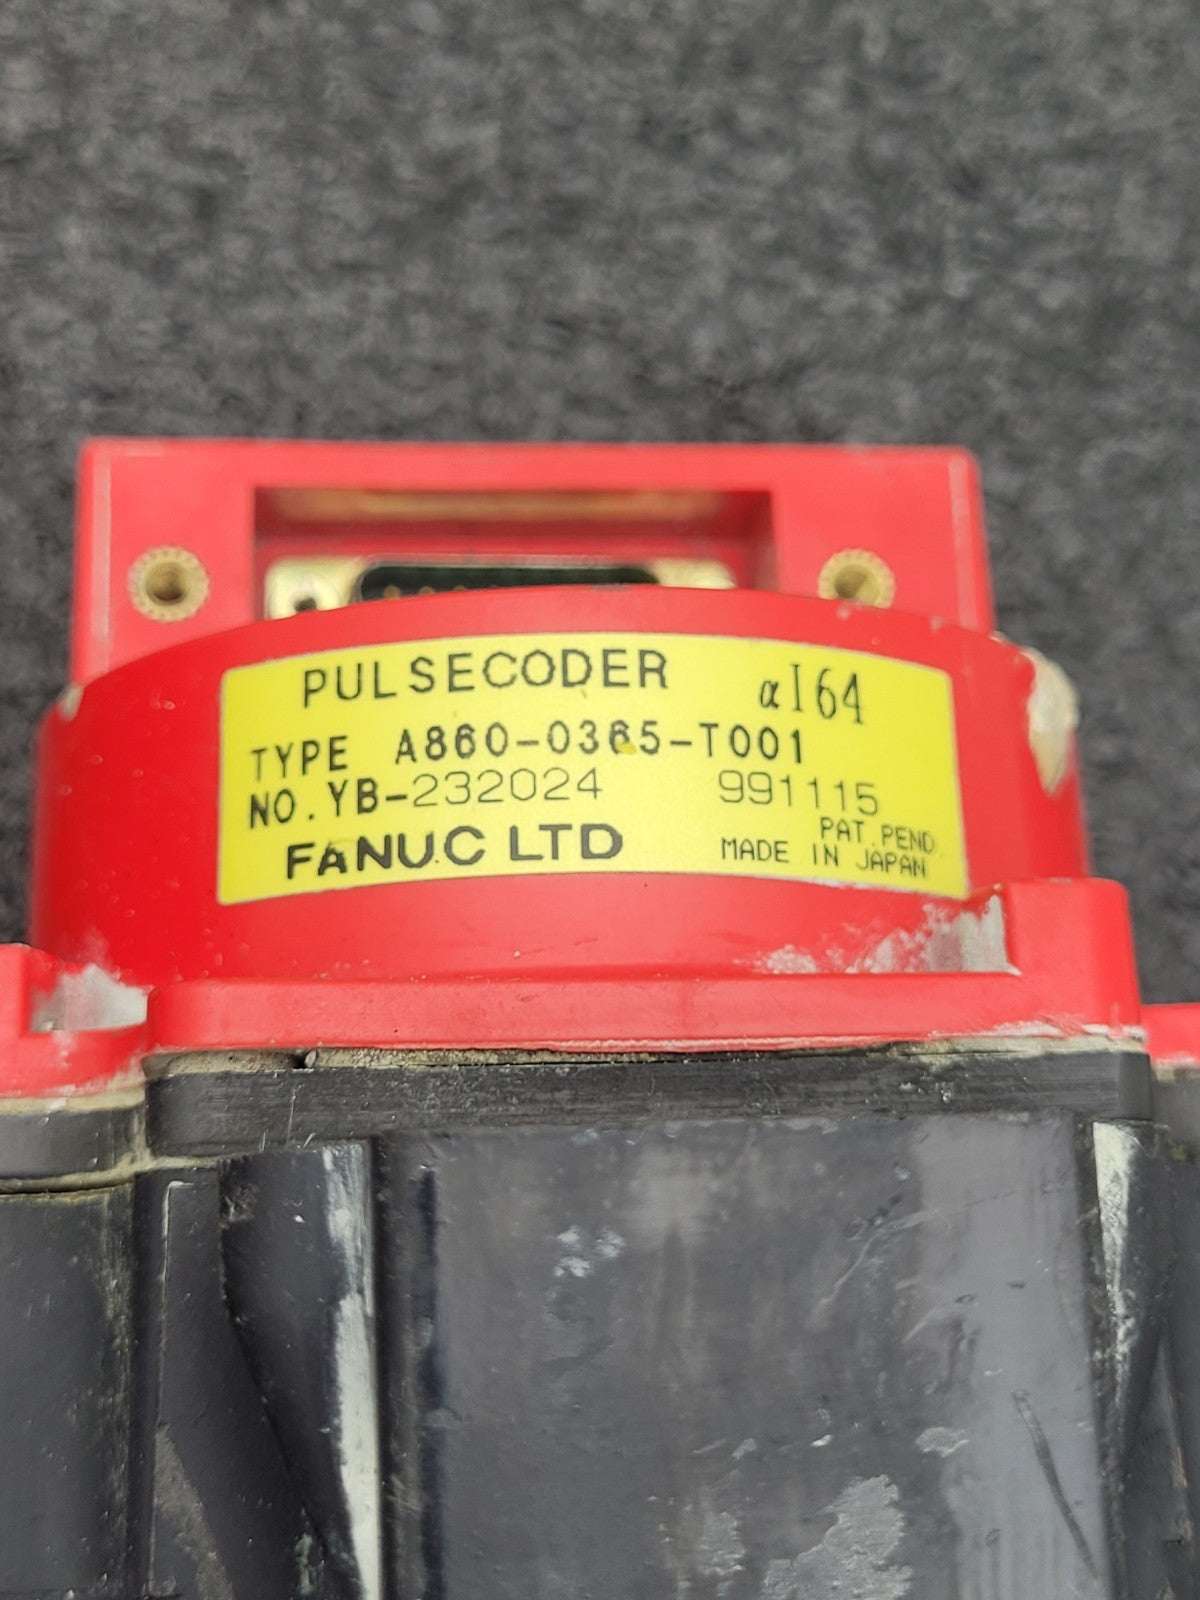 PULSECODER αI64
TYPE A860-0365-T001
NO.YB-232024 991115
FANUC LTD PAT.PEND.
MADE IN JAPAN